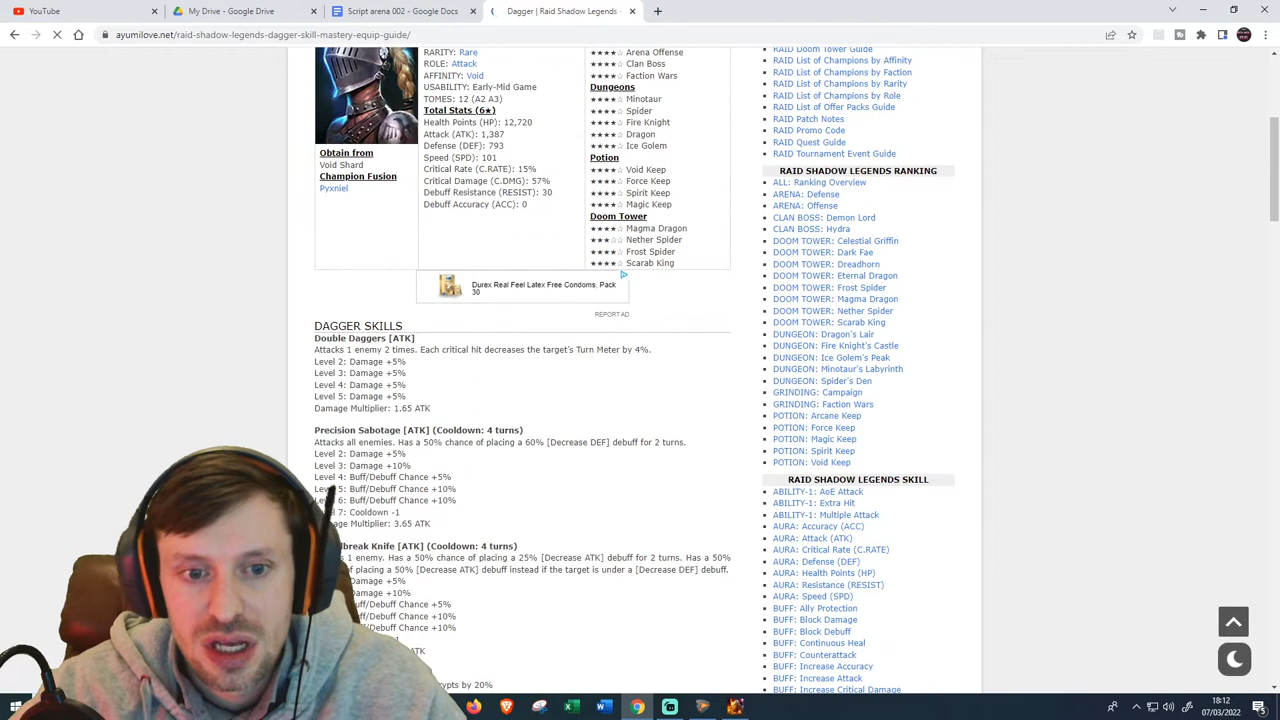 YouTube
My Drive - Google Drive
Script Arena 002 - Google Docs
Dagger | Raid Shadow Legends
ayumilove.net/raid-shadow-legends-dagger-skill-mastery-equip-guide/
RARITY: Rare
ROLE: Attack
AFFINITY: Void
USABILITY: Early-Mid Game
TOMES: 12 (A2 A3)
Total Stats (6★)
Health Points (HP): 12,720
Attack (ATK): 1,387
Defense (DEF): 793
Speed (SPD): 101
Critical Rate (C.RATE): 15%
Critical Damage (C.DMG): 57%
Debuff Resistance (RESIST): 30
Debuff Accuracy (ACC): 0
Obtain from
Void Shard
Champion Fusion
Pyxniel
★★★★☆ Arena Offense
★★★★☆ Clan Boss
★★★★☆ Faction Wars
Dungeons
★★★★☆ Minotaur
★★★★☆ Spider
★★★★☆ Fire Knight
★★★★☆ Dragon
★★★★☆ Ice Golem
Potion
★★★★☆ Void Keep
★★★★☆ Force Keep
★★★★☆ Spirit Keep
★★★★☆ Magic Keep
Doom Tower
★★★★☆ Magma Dragon
★★★☆☆ Nether Spider
★★★★☆ Frost Spider
★★★★☆ Scarab King
Durex Real Feel Latex Free Condoms. Pack
30
REPORT AD
DAGGER SKILLS
Double Daggers [ATK]
Attacks 1 enemy 2 times. Each critical hit decreases the target's Turn Meter by 4%.
Level 2: Damage +5%
Level 3: Damage +5%
Level 4: Damage +5%
Level 5: Damage +5%
Damage Multiplier: 1.65 ATK
Precision Sabotage [ATK] (Cooldown: 4 turns)
Attacks all enemies. Has a 50% chance of placing a 60% [Decrease DEF] debuff for 2 turns.
Level 2: Damage +5%
Level 3: Damage +10%
Level 4: Buff/Debuff Chance +5%
5: Buff/Debuff Chance +10%
6: Buff/Debuff Chance +10%
7: Cooldown -1
Multiplier: 3.65 ATK
Knife [ATK] (Cooldown: 4 turns)
1 enemy. Has a 50% chance of placing a 25% [Decrease ATK] debuff for 2 turns. Has a 50%
of placing a 50% [Decrease ATK] debuff instead if the target is under a [Decrease DEF] debuff.
Damage +5%
Damage +10%
Buff/Debuff Chance +5%
Buff/Debuff Chance +10%
Buff/Debuff Chance +10%
ATK
by 20%
RAID Doom Tower Guide
RAID List of Champions by Affinity
RAID List of Champions by Faction
RAID List of Champions by Rarity
RAID List of Champions by Role
RAID List of Offer Packs Guide
RAID Patch Notes
RAID Promo Code
RAID Quest Guide
RAID Tournament Event Guide
RAID SHADOW LEGENDS RANKING
ALL: Ranking Overview
ARENA: Defense
ARENA: Offense
CLAN BOSS: Demon Lord
CLAN BOSS: Hydra
DOOM TOWER: Celestial Griffin
DOOM TOWER: Dark Fae
DOOM TOWER: Dreadhorn
DOOM TOWER: Eternal Dragon
DOOM TOWER: Frost Spider
DOOM TOWER: Magma Dragon
DOOM TOWER: Nether Spider
DOOM TOWER: Scarab King
DUNGEON: Dragon's Lair
DUNGEON: Fire Knight's Castle
DUNGEON: Ice Golem's Peak
DUNGEON: Minotaur's Labyrinth
DUNGEON: Spider's Den
GRINDING: Campaign
GRINDING: Faction Wars
POTION: Arcane Keep
POTION: Force Keep
POTION: Magic Keep
POTION: Spirit Keep
POTION: Void Keep
RAID SHADOW LEGENDS SKILL
ABILITY-1: AoE Attack
ABILITY-1: Extra Hit
ABILITY-1: Multiple Attack
AURA: Accuracy (ACC)
AURA: Attack (ATK)
AURA: Critical Rate (C.RATE)
AURA: Defense (DEF)
AURA: Health Points (HP)
AURA: Resistance (RESIST)
AURA: Speed (SPD)
BUFF: Ally Protection
BUFF: Block Damage
BUFF: Block Debuff
BUFF: Continuous Heal
BUFF: Counterattack
BUFF: Increase Accuracy
BUFF: Increase Attack
BUFF: Increase Critical Damage
18:12
07/03/2022